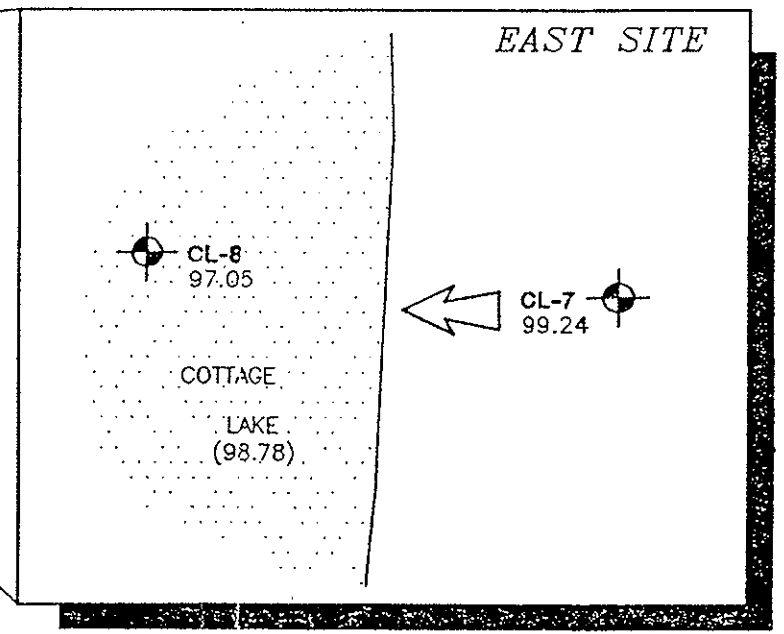 EAST SITE
CL-8
97.05
CL-7
99.24
COTTAGE
LAKE
(98.78)